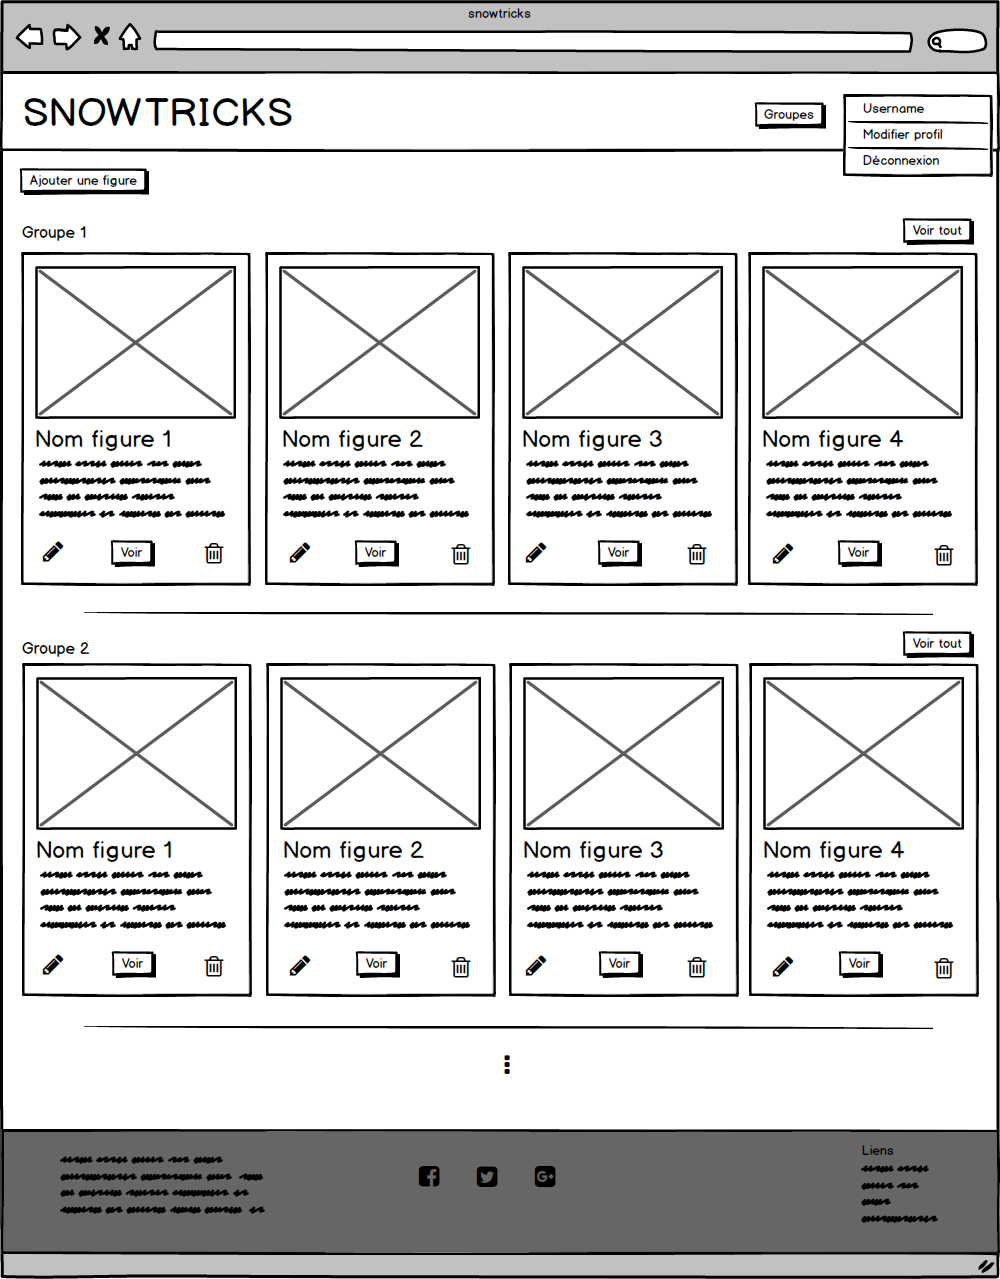 snowtricks
SNOWTRICKS
Groupes
Username
Modifier profil
Déconnexion
Ajouter une figure
Groupe 1
Voir tout
Nom figure 1
Nom figure 2
Nom figure 3
Nom figure 4
Voir
Voir
Voir
Voir
Groupe 2
Voir tout
Nom figure 1
Nom figure 2
Nom figure 3
Nom figure 4
Voir
Voir
Voir
Voir
Liens